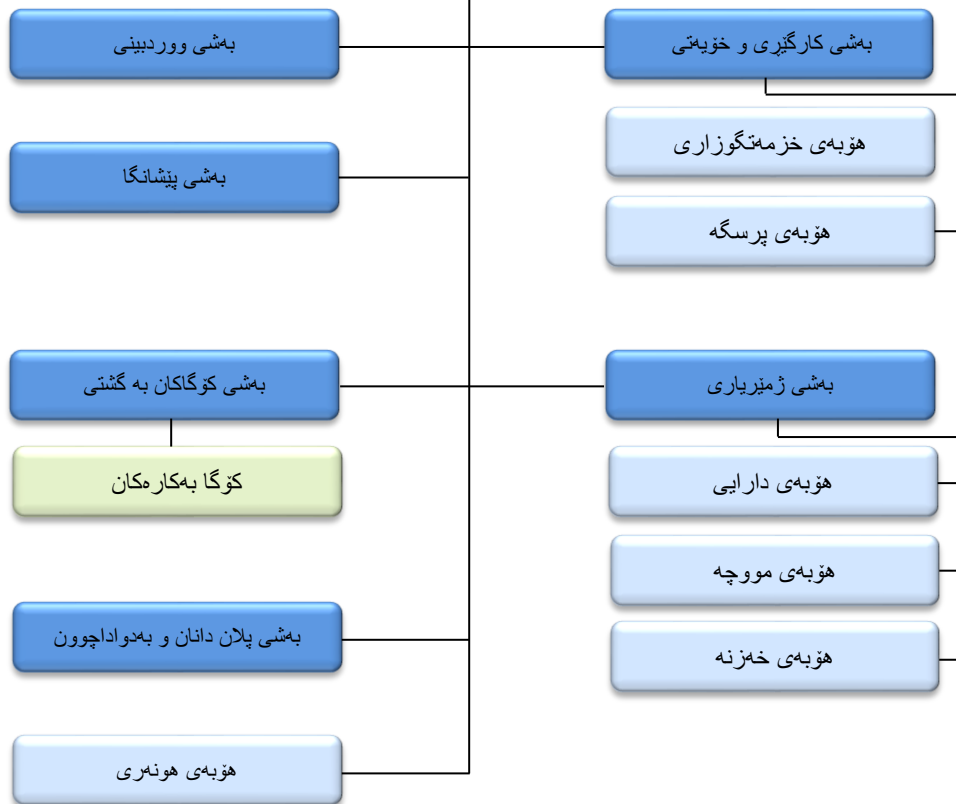 بەشی کارگێری و خۆیەتی
بەشی ووردبینی
هۆبەی خزمەتگوزاری
بەشی پێشانگا
هۆبەی پرسگە
بەشی ژمێریاری
بەشی کۆگاکان بە گشتی
هۆبەی دارایی
کۆگا بەکارەکان
هۆبەی مووچە
بەشی پلان دانان و بەدواداچوون
هۆبەی خەزنە
هۆبەی هونەری